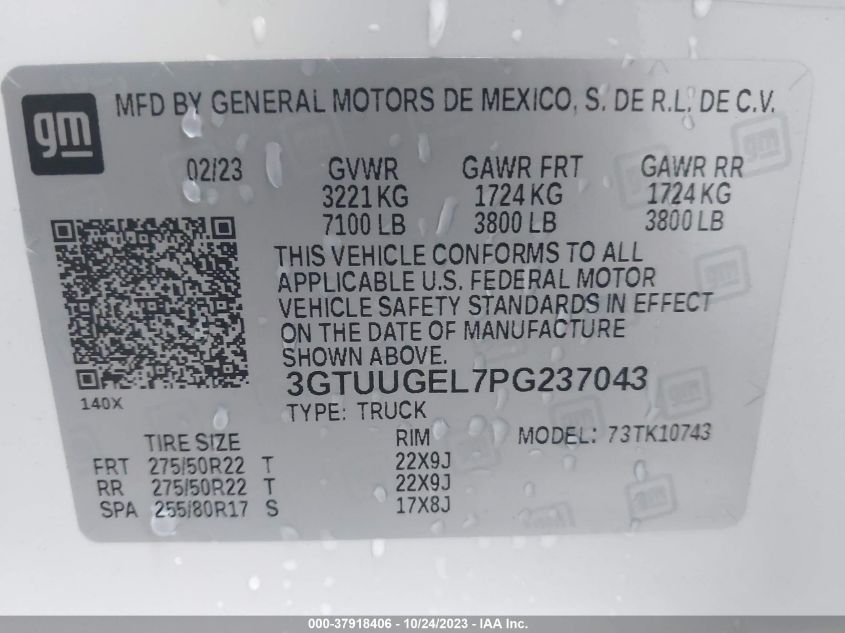 gm
MFD BY GENERAL MOTORS DE MEXICO, S. DE R.L. DE C.V.
02/23 GVWR GAWR FRT GAWR RR
3221 KG 1724 KG 1724 KG
7100 LB 3800 LB 3800 LB
THIS VEHICLE CONFORMS TO ALL
APPLICABLE U.S. FEDERAL MOTOR
VEHICLE SAFETY STANDARDS IN EFFECT
ON THE DATE OF MANUFACTURE
SHOWN ABOVE.
3GTUUGEL7PG237043
140X
TYPE: TRUCK
TIRE SIZE RIM MODEL: 73TK10743
FRT 275/50R22 T 22X9J
RR 275/50R22 T 22X9J
SPA 255/80R17 S 17X8J
000-37918406 - 10/24/2023 - IAA Inc.